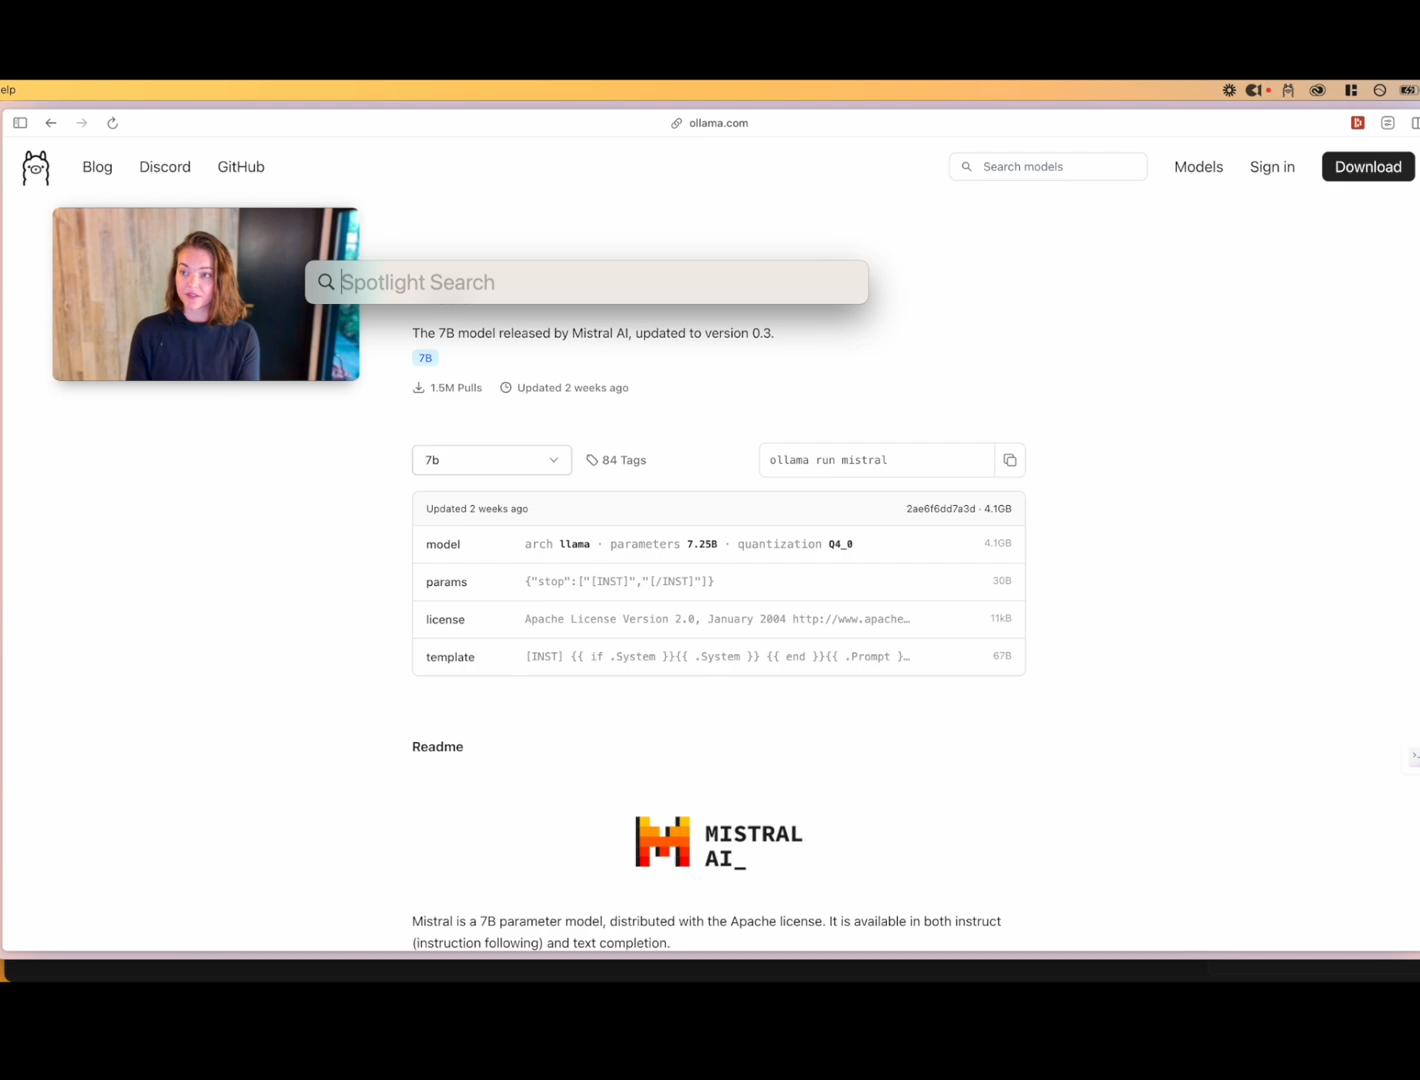 elp
ollama.com
Blog Discord GitHub
Search models
Models Sign in Download
Spotlight Search
The 7B model released by Mistral AI, updated to version 0.3.
7B
1.5M Pulls Updated 2 weeks ago
7b 84 Tags ollama run mistral
Updated 2 weeks ago 2ae6f6dd7a3d · 4.1GB
model arch llama · parameters 7.25B · quantization Q4_0 4.1GB
params {"stop":["[INST]","[/INST]"]} 30B
license Apache License Version 2.0, January 2004 http://www.apache… 11kB
template [INST] {{ if .System }}{{ .System }} {{ end }}{{ .Prompt }… 67B
Readme
MISTRAL
AI_
Mistral is a 7B parameter model, distributed with the Apache license. It is available in both instruct
(instruction following) and text completion.